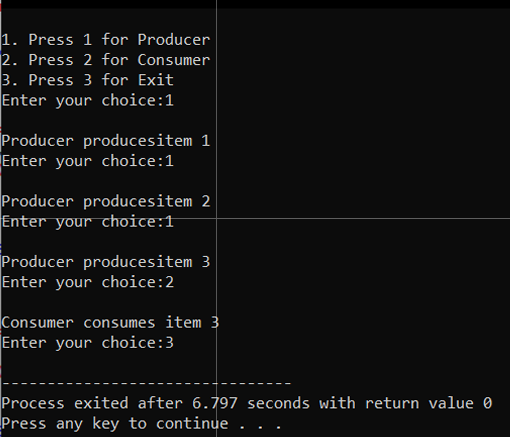 1. Press 1 for Producer
2. Press 2 for Consumer
3. Press 3 for Exit
Enter your choice:1
Producer producesitem 1
Enter your choice:1
Producer producesitem 2
Enter your choice:1
Producer producesitem 3
Enter your choice:2
Consumer consumes item 3
Enter your choice:3
--------------------------------
Process exited after 6.797 seconds with return value 0
Press any key to continue . . .